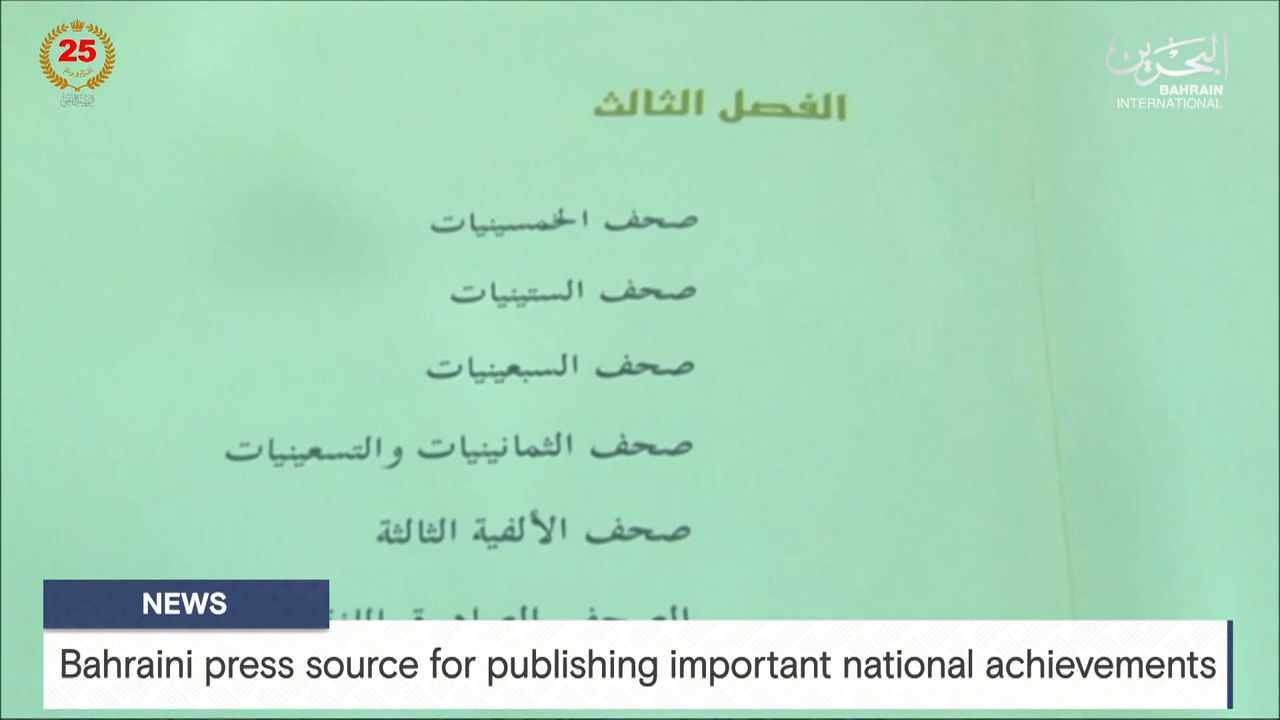 25
البحرين
BAHRAIN
INTERNATIONAL
الفصل الثالث
صحف الخمسينيات
صحف الستينيات
صحف السبعينيات
صحف الثمانينيات والتسعينيات
صحف الألفية الثالثة
NEWS
Bahraini press source for publishing important national achievements